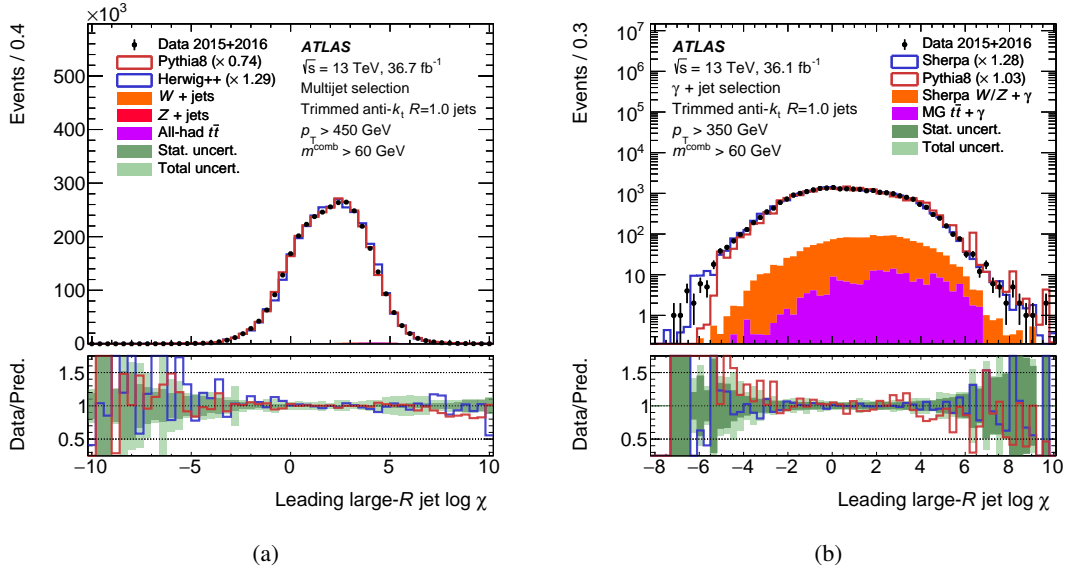 ×10³
Events / 0.4
600
500
400
300
200
100
0
Data 2015+2016
Pythia8 (× 0.74)
Herwig++ (× 1.29)
W + jets
Z + jets
All-had tt̄
Stat. uncert.
Total uncert.
ATLAS
√s = 13 TeV, 36.7 fb⁻¹
Multijet selection
Trimmed anti-kₜ R=1.0 jets
p_T > 450 GeV
m^comb > 60 GeV
Data/Pred.
1.5
1
0.5
−10 −5 0 5 10
Leading large-R jet log χ
(a)
Events / 0.3
10⁷
10⁶
10⁵
10⁴
10³
10²
10
1
ATLAS
√s = 13 TeV, 36.1 fb⁻¹
γ + jet selection
Trimmed anti-kₜ R=1.0 jets
p_T > 350 GeV
m^comb > 60 GeV
Data 2015+2016
Sherpa (× 1.28)
Pythia8 (× 1.03)
Sherpa W/Z + γ
MG tt̄ + γ
Stat. uncert.
Total uncert.
Data/Pred.
1.5
1
0.5
−8 −6 −4 −2 0 2 4 6 8 10
Leading large-R jet log χ
(b)